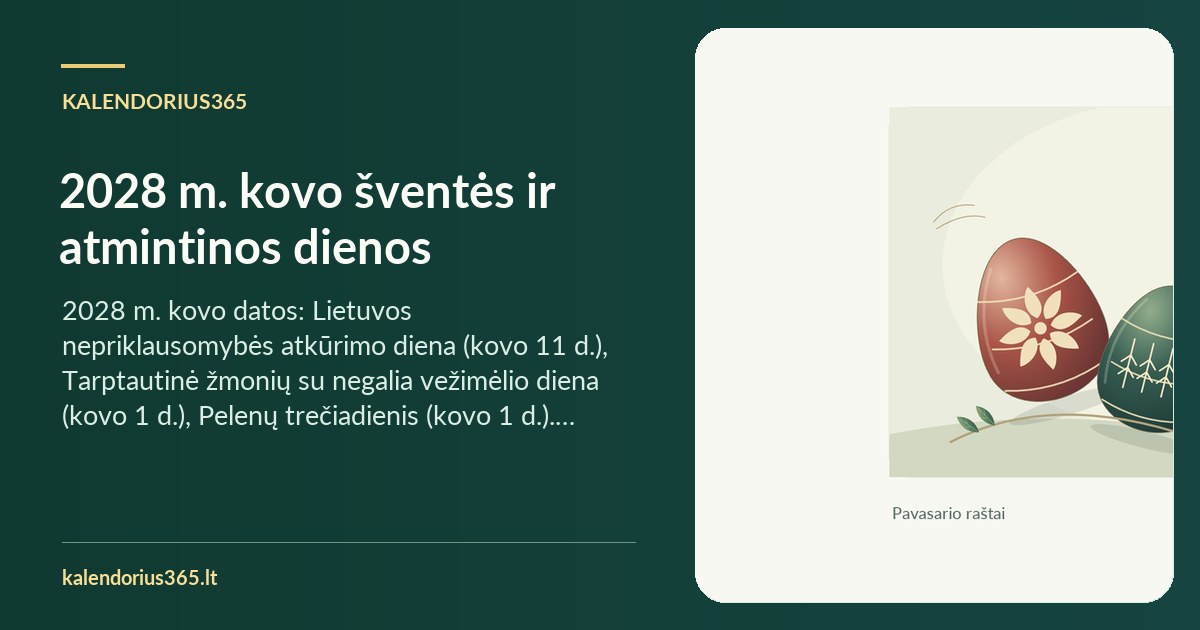 KALENDORIUS365
2028 m. kovo šventės ir
atmintinos dienos
2028 m. kovo datos: Lietuvos
nepriklausomybės atkūrimo diena (kovo 11 d.),
Tarptautinė žmonių su negalia vežimėlio diena
(kovo 1 d.), Pelenų trečiadienis (kovo 1 d.).…
kalendorius365.lt
Pavasario raštai